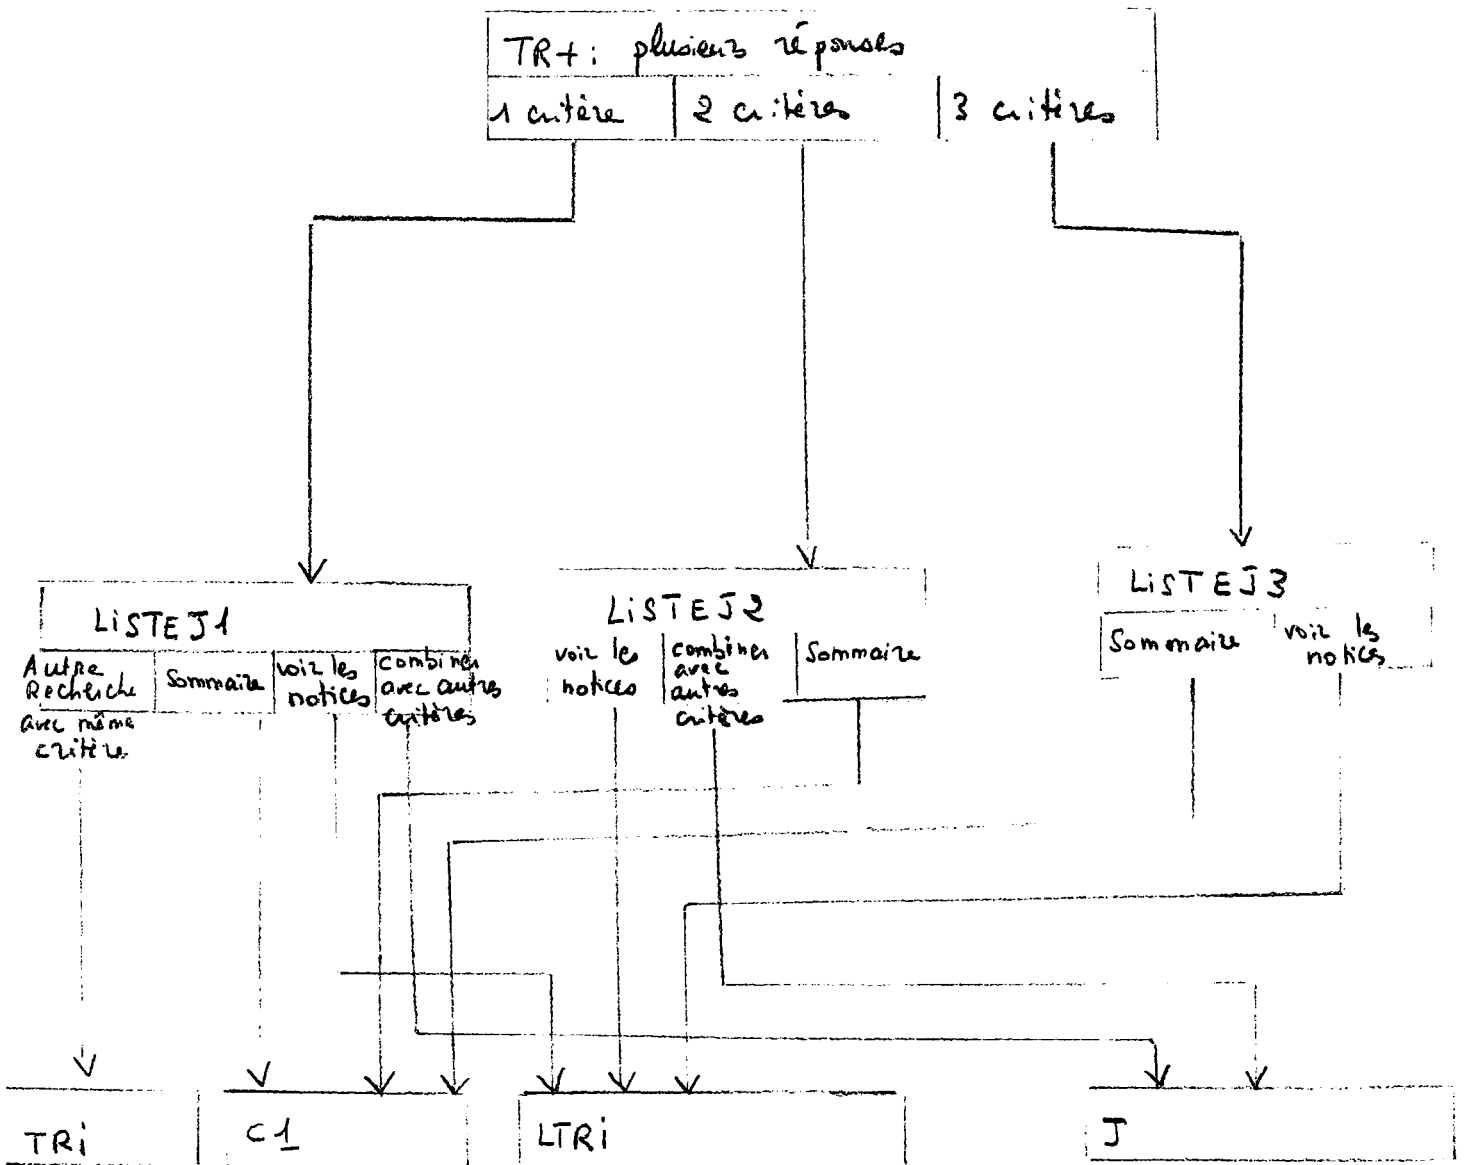 TR+: plusieurs réponses
1 critère 2 critères 3 critères
LiSTEJ1
Autre Recherche avec même critère
Sommaire
voir les notices
combiner avec autres critères
LiSTEJ2
voir les notices
combiner avec autres critères
Sommaire
LiSTEJ3
Sommaire
voir les notices
TRi
C1
LTRi
J